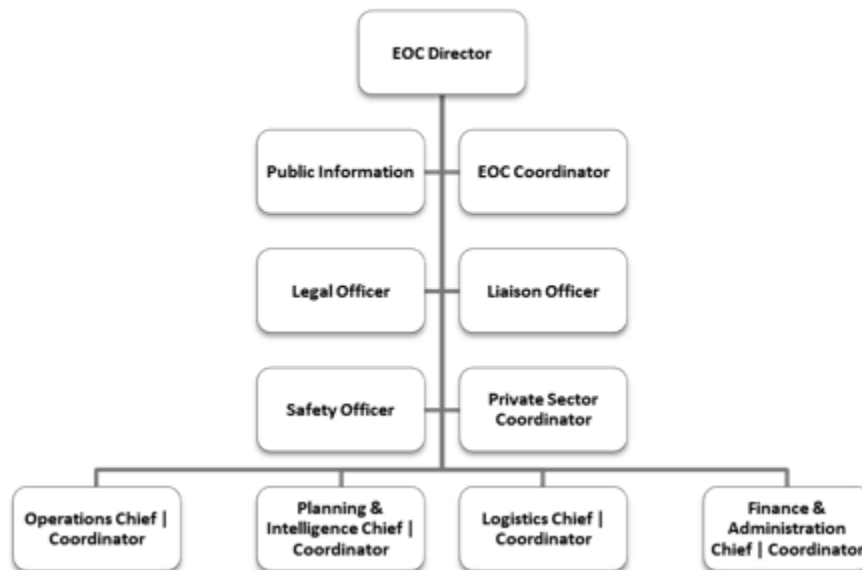 EOC Director
Public Information
EOC Coordinator
Legal Officer
Liaison Officer
Safety Officer
Private Sector
Coordinator
Operations Chief |
Coordinator
Planning &
Intelligence Chief |
Coordinator
Logistics Chief |
Coordinator
Finance &
Administration
Chief | Coordinator